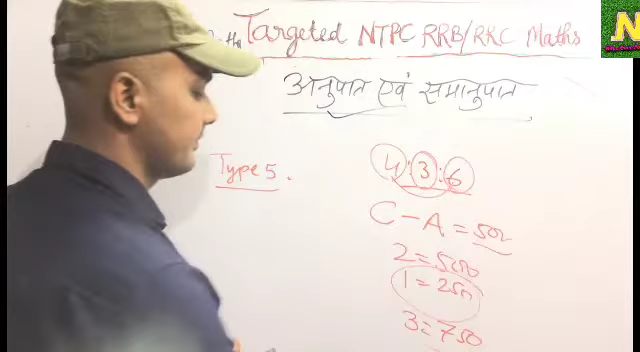 the Targeted NTPC RRB/RRC Maths
अनुपात एवं समानुपात
Type 5.
4:3:6
C-A=500
2=500
1=250
3=750